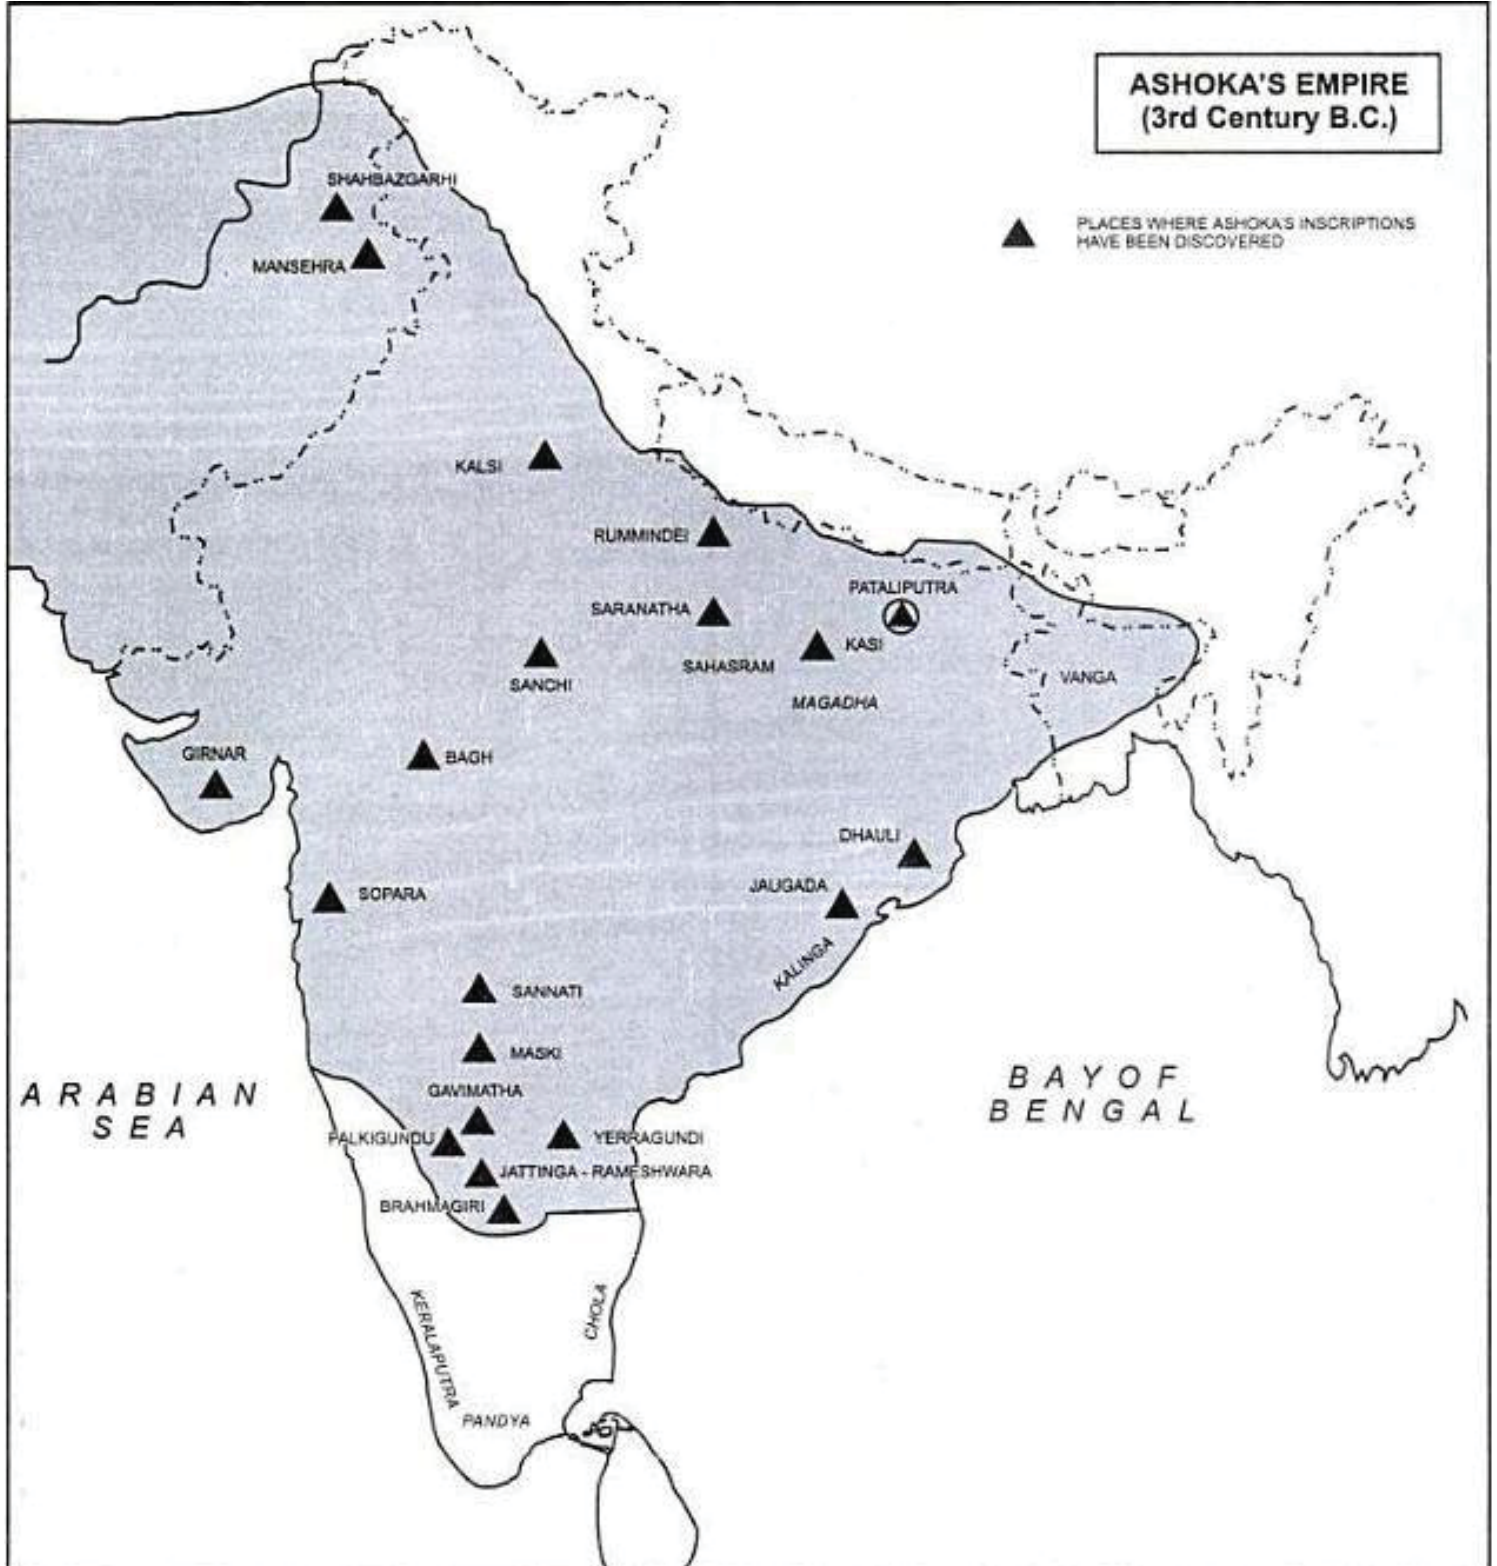 ASHOKA'S EMPIRE
(3rd Century B.C.)
SHAHBAZGARHI
PLACES WHERE ASHOKA'S INSCRIPTIONS
HAVE BEEN DISCOVERED
MANSEHRA
KALSI
RUMMINDEI
PATALIPUTRA
SARANATHA
KASI
SAHASRAM
SANCHI
VANGA
MAGADHA
GIRNAR
BAGH
DHAULI
JAUGADA
SOPARA
KALINGA
SANNATI
MASKI
GAVIMATHA
ARABIAN
SEA
BAY OF
BENGAL
PALKIGUNDU
YERRAGUNDI
JATTINGA - RAMESHWARA
BRAHMAGIRI
KERALAPUTRA
CHOLA
PANDYA